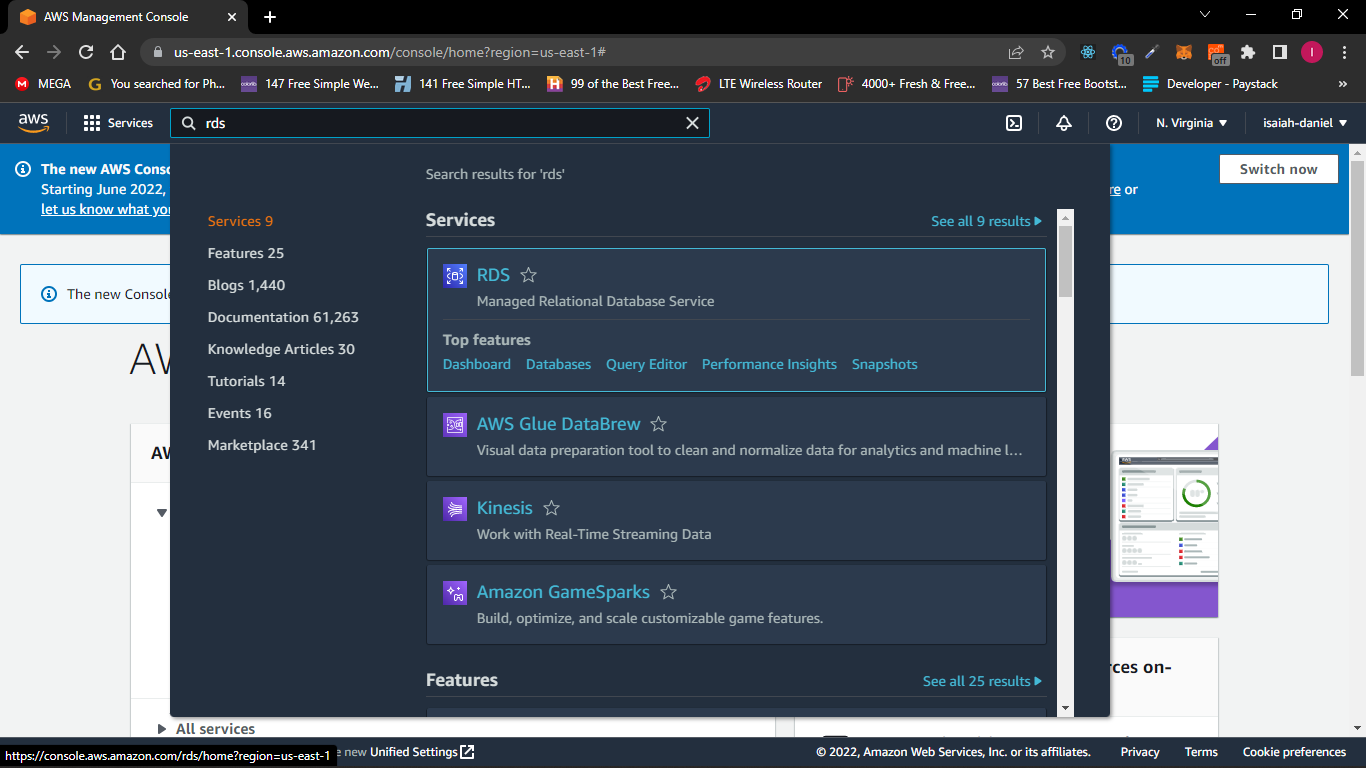 AWS Management Console
us-east-1.console.aws.amazon.com/console/home?region=us-east-1#
10
off
I
MEGA
You searched for Ph...
147 Free Simple We...
141 Free Simple HT...
99 of the Best Free...
LTE Wireless Router
4000+ Fresh & Free...
57 Best Free Bootst...
Developer - Paystack
»
aws
Services
rds
N. Virginia
isaiah-daniel
The new AWS Conso
Starting June 2022,
let us know what you
re or
Switch now
The new Console
AW
AW
Search results for 'rds'
Services 9
Features 25
Blogs 1,440
Documentation 61,263
Knowledge Articles 30
Tutorials 14
Events 16
Marketplace 341
Services
See all 9 results
RDS
Managed Relational Database Service
Top features
Dashboard Databases Query Editor Performance Insights Snapshots
AWS Glue DataBrew
Visual data preparation tool to clean and normalize data for analytics and machine l...
Kinesis
Work with Real-Time Streaming Data
Amazon GameSparks
Build, optimize, and scale customizable game features.
Features
See all 25 results
rces on-
All services
https://console.aws.amazon.com/rds/home?region=us-east-1
e new Unified Settings
© 2022, Amazon Web Services, Inc. or its affiliates.
Privacy
Terms
Cookie preferences